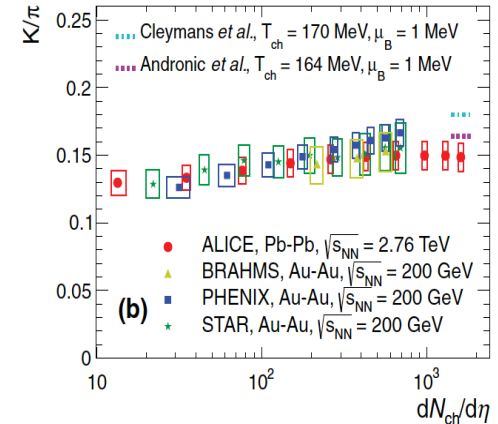 K/π
0.25
Cleymans et al., T_ch = 170 MeV, μ_B = 1 MeV
Andronic et al., T_ch = 164 MeV, μ_B = 1 MeV
0.2
0.15
0.1
ALICE, Pb-Pb, √s_NN = 2.76 TeV
BRAHMS, Au-Au, √s_NN = 200 GeV
0.05
(b)
PHENIX, Au-Au, √s_NN = 200 GeV
STAR, Au-Au, √s_NN = 200 GeV
0
10 10² 10³
dN_ch/dη